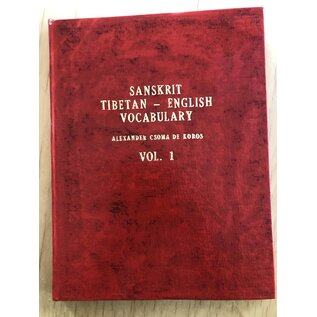 SANSKRIT
TIBETAN – ENGLISH
VOCABULARY
ALEXANDER CSOMA DE KOROS
VOL. 1